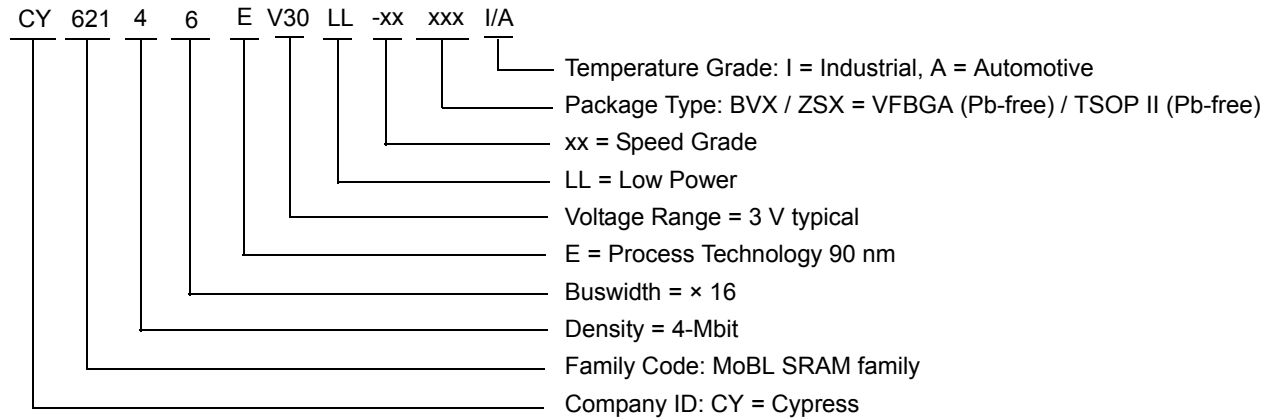 CY 621 4 6 E V30 LL -xx xxx I/A
Temperature Grade: I = Industrial, A = Automotive
Package Type: BVX / ZSX = VFBGA (Pb-free) / TSOP II (Pb-free)
xx = Speed Grade
LL = Low Power
Voltage Range = 3 V typical
E = Process Technology 90 nm
Buswidth = × 16
Density = 4-Mbit
Family Code: MoBL SRAM family
Company ID: CY = Cypress